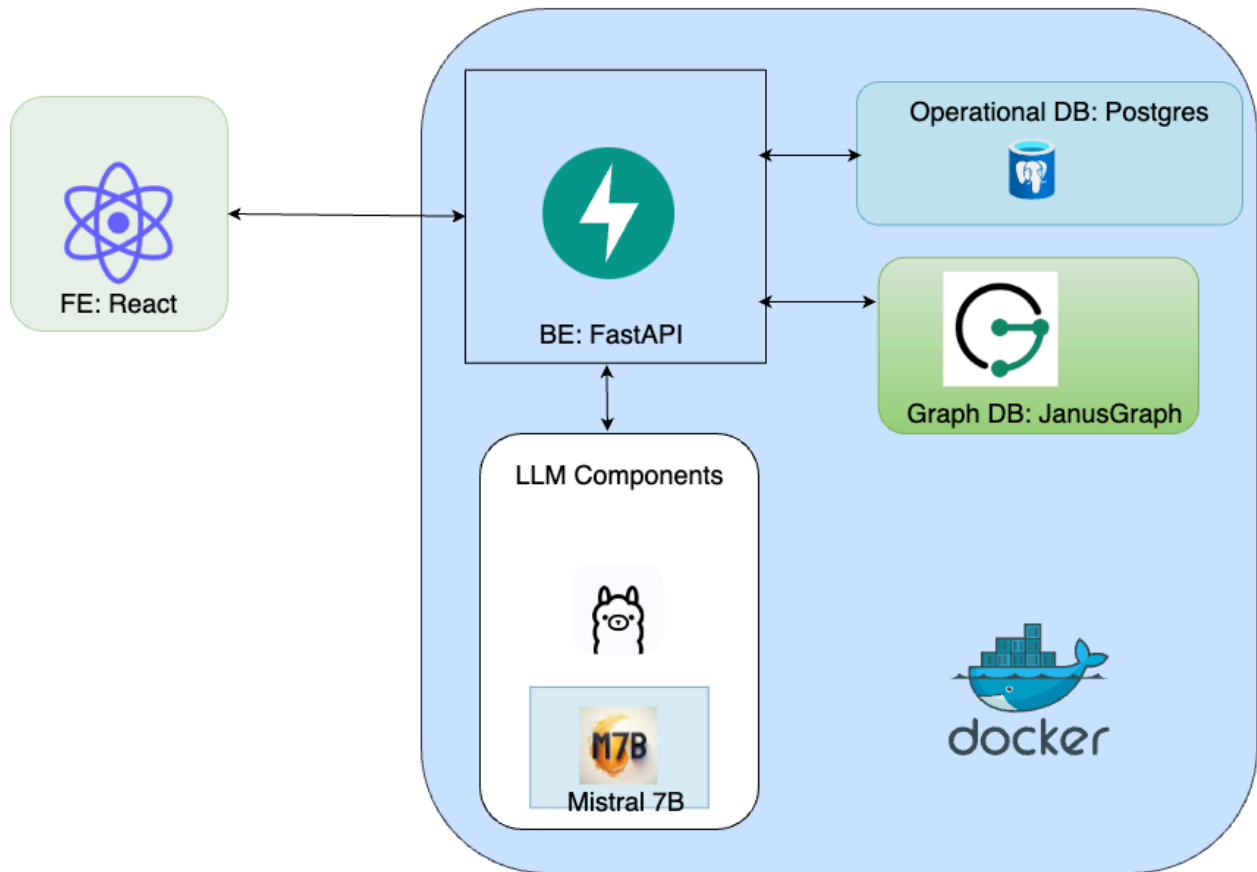 FE: React
BE: FastAPI
Operational DB: Postgres
Graph DB: JanusGraph
LLM Components
M7B
Mistral 7B
docker